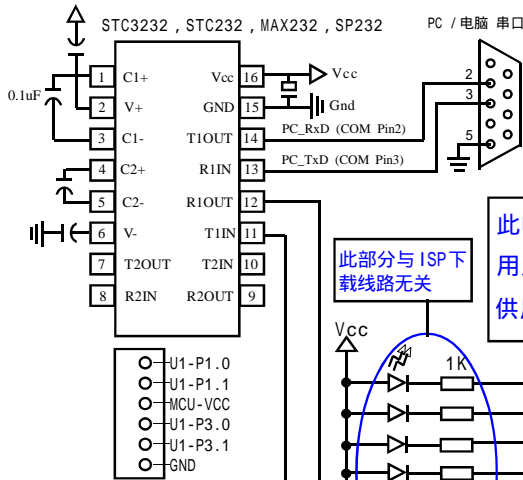 STC3232 , STC232 , MAX232 , SP232
PC / 电脑 串口
0.1uF
1 C1+ Vcc 16 Vcc
2 V+ GND 15 Gnd
3 C1- T1OUT 14 PC_RxD (COM Pin2)
4 C2+ R1IN 13 PC_TxD (COM Pin3)
5 C2- R1OUT 12
6 V- T1IN 11
7 T2OUT T2IN 10
8 R2IN R2OUT 9
2
3
5
此部分与 ISP下
载线路无关
Vcc
1K
U1-P1.0
U1-P1.1
MCU-VCC
U1-P3.0
U1-P3.1
GND